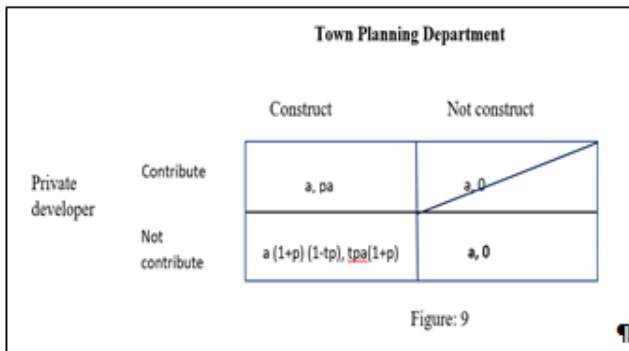 Town Planning Department
Construct Not construct
Private developer
Contribute
a, pa
a, 0
Not contribute
a (1+p) (1-tp), tpa(1+p)
a, 0
Figure: 9
¶